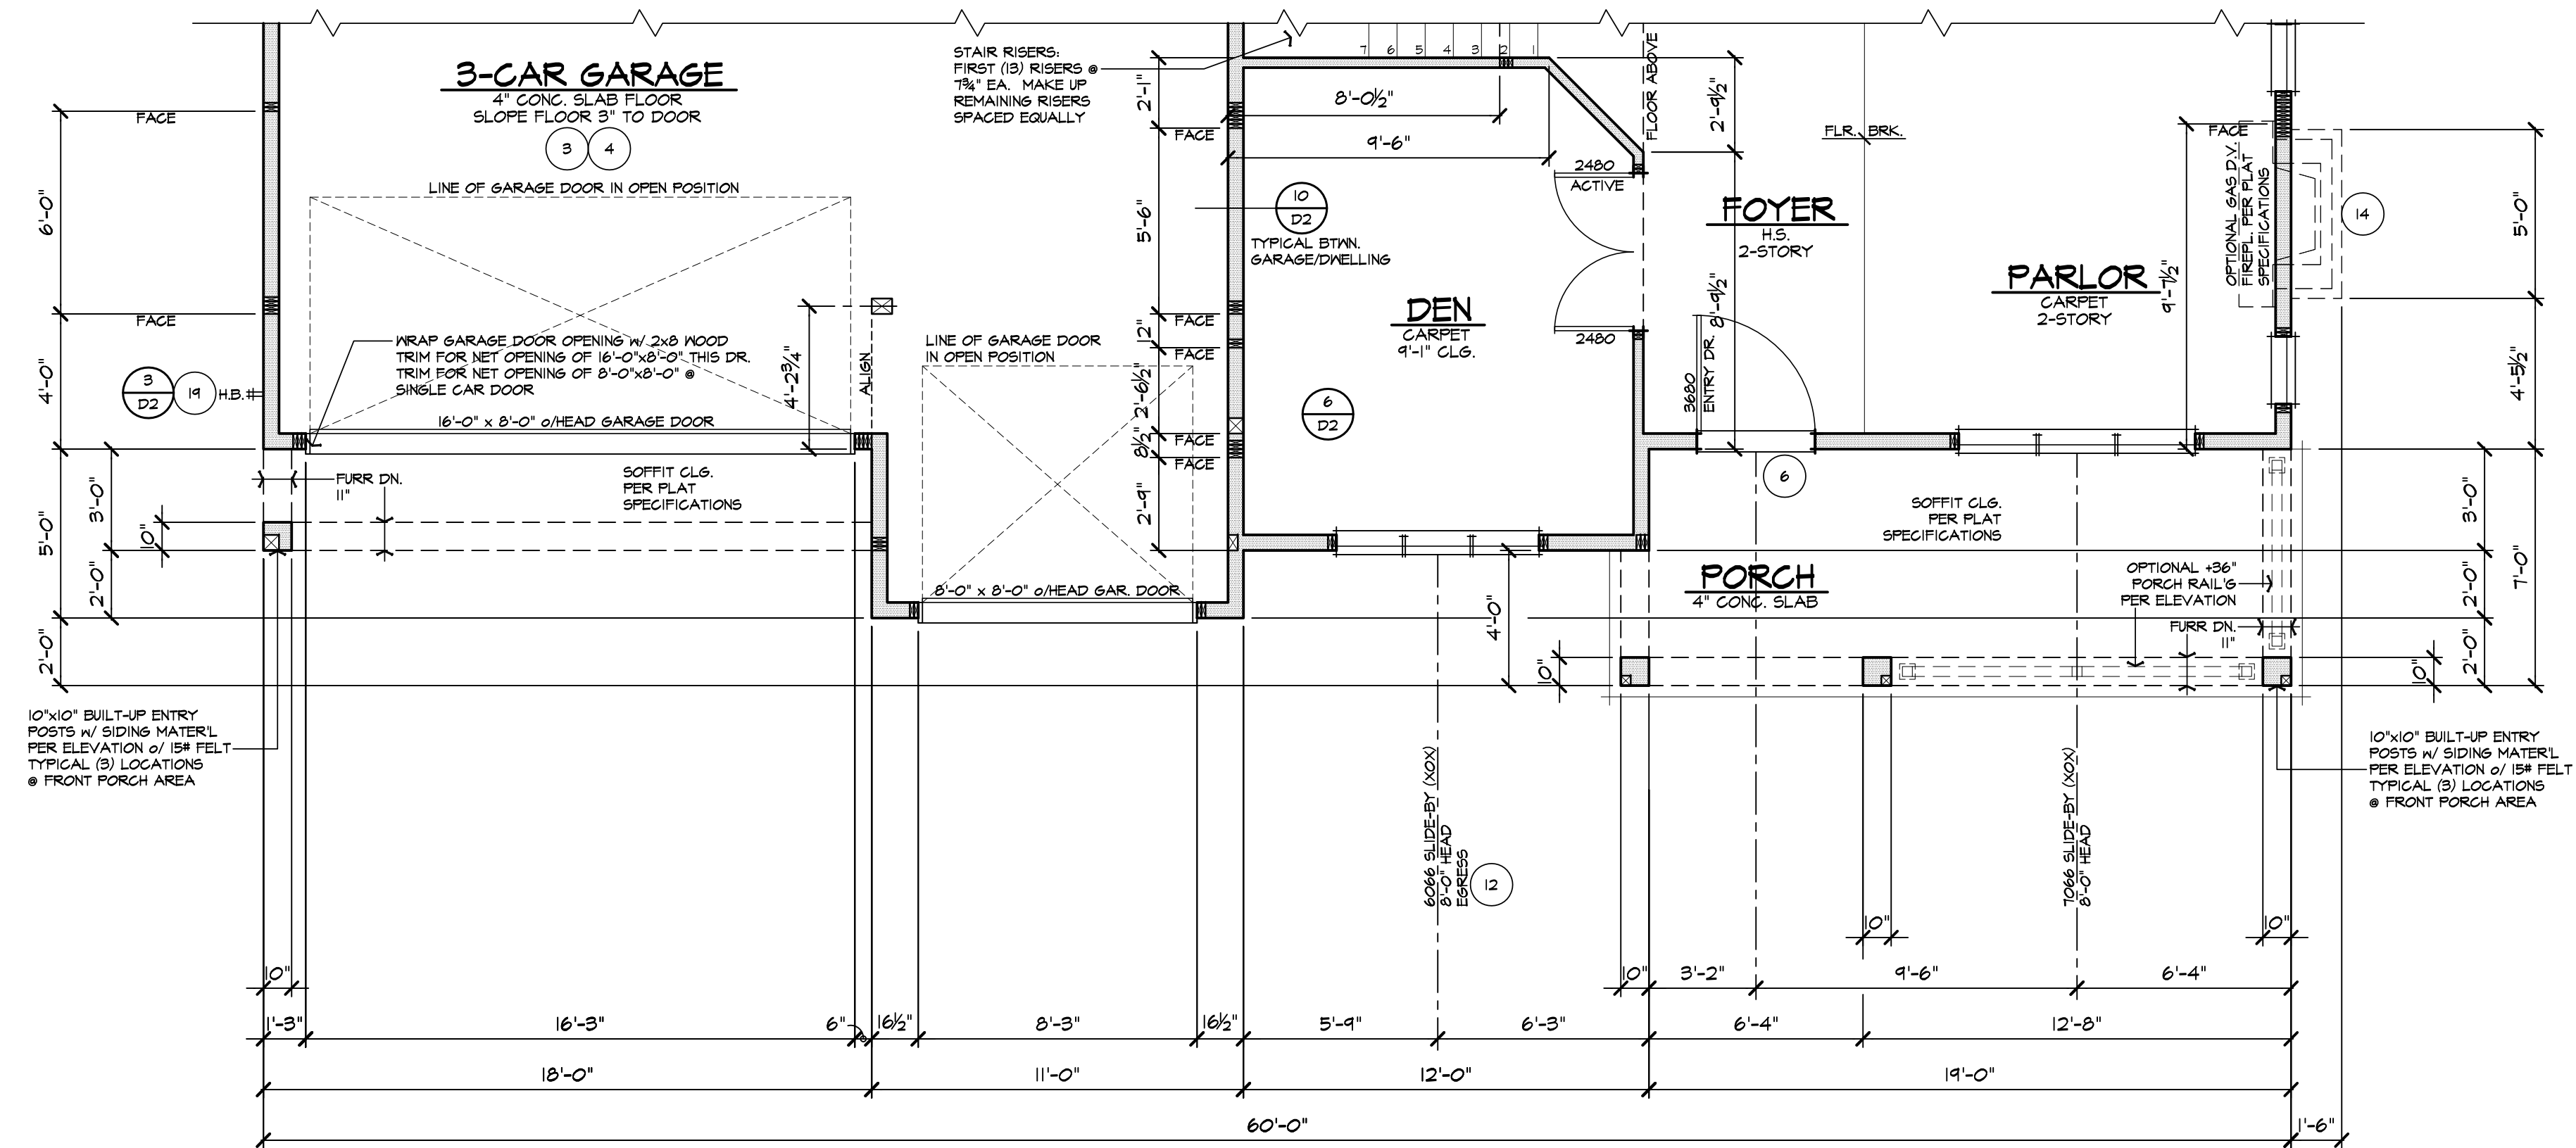 3-CAR GARAGE
4" CONC. SLAB FLOOR
SLOPE FLOOR 3" TO DOOR
3
4
LINE OF GARAGE DOOR IN OPEN POSITION
WRAP GARAGE DOOR OPENING w/ 2x8 WOOD
TRIM FOR NET OPENING OF 16'-0"x8'-0" THIS DR.
TRIM FOR NET OPENING OF 8'-0"x8'-0" @
SINGLE CAR DOOR
16'-0" x 8'-0" o/HEAD GARAGE DOOR
FACE
FACE
6'-0"
4'-0"
5'-0"
2'-0"
3'-0"
2'-0"
10"
3
D2
19
H.B.
FURR DN.
11"
SOFFIT CLG.
PER PLAT
SPECIFICATIONS
10"x10" BUILT-UP ENTRY
POSTS w/ SIDING MATER'L
PER ELEVATION o/ 15# FELT
TYPICAL (3) LOCATIONS
@ FRONT PORCH AREA
STAIR RISERS:
FIRST (13) RISERS @
7¾" EA. MAKE UP
REMAINING RISERS
SPACED EQUALLY
7 6 5 4 3 2 1
4'-2¾"
ALIGN
LINE OF GARAGE DOOR
IN OPEN POSITION
8'-0" x 8'-0" o/HEAD GAR. DOOR
2'-1"
FACE
5'-6"
FACE
12"
FACE
2'-6½"
FACE
8½"
FACE
2'-9"
8'-0½"
9'-6"
10
D2
TYPICAL BTWN.
GARAGE/DWELLING
DEN
CARPET
9'-1" CLG.
6
D2
2480
ACTIVE
2480
FLOOR ABOVE
2'-9½"
8'-9½"
FOYER
H.S.
2-STORY
3680
ENTRY DR.
6
FLR. BRK.
PARLOR
CARPET
2-STORY
9'-7½"
FACE
OPTIONAL GAS D.V.
FIREPL. PER PLAT
SPECIFICATIONS
14
5'-0"
4'-5½"
7'-0"
3'-0"
2'-0"
2'-0"
10"
SOFFIT CLG.
PER PLAT
SPECIFICATIONS
PORCH
4" CONC. SLAB
OPTIONAL +36"
PORCH RAIL'G
PER ELEVATION
FURR DN.
11"
4'-0"
10"
10"x10" BUILT-UP ENTRY
POSTS w/ SIDING MATER'L
PER ELEVATION o/ 15# FELT
TYPICAL (3) LOCATIONS
@ FRONT PORCH AREA
6066 SLIDE-BY (XOX)
8'-0" HEAD
EGRESS
12
7066 SLIDE-BY (XOX)
8'-0" HEAD
10"
10"
10"
10" 3'-2" 9'-6" 6'-4"
1'-3" 16'-3" 6" 16½" 8'-3" 16½" 5'-9" 6'-3" 6'-4" 12'-8"
18'-0" 11'-0" 12'-0" 19'-0"
60'-0" 1'-6"